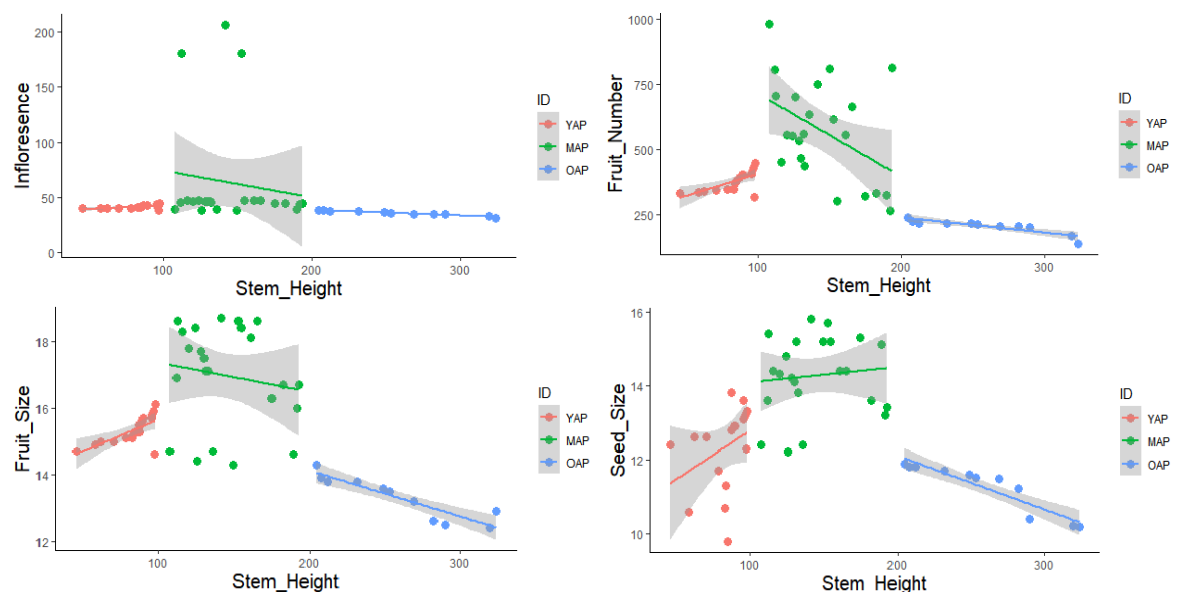 Infloresence
200
150
100
50
0
100
200
300
Stem_Height
ID
YAP
MAP
OAP
Fruit_Number
1000
750
500
250
100
200
300
Stem_Height
ID
YAP
MAP
OAP
Fruit_Size
18
16
14
12
100
200
300
Stem_Height
ID
YAP
MAP
OAP
Seed_Size
16
14
12
10
100
200
300
Stem_Height
ID
YAP
MAP
OAP